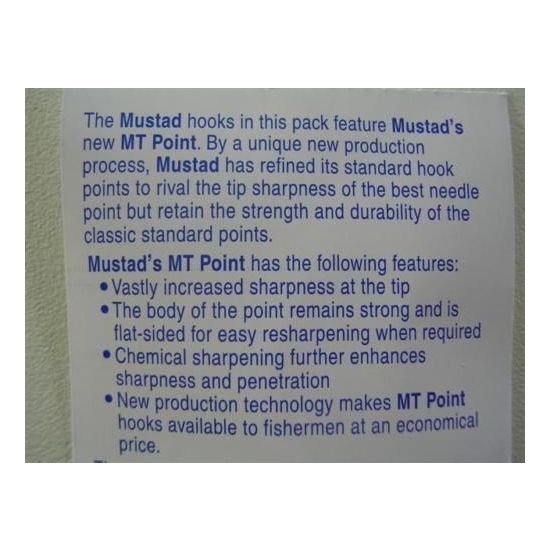 The Mustad hooks in this pack feature Mustad's
new MT Point. By a unique new production
process, Mustad has refined its standard hook
points to rival the tip sharpness of the best needle
point but retain the strength and durability of the
classic standard points.
Mustad's MT Point has the following features:
• Vastly increased sharpness at the tip
• The body of the point remains strong and is
flat-sided for easy resharpening when required
• Chemical sharpening further enhances
sharpness and penetration
• New production technology makes MT Point
hooks available to fishermen at an economical
price.